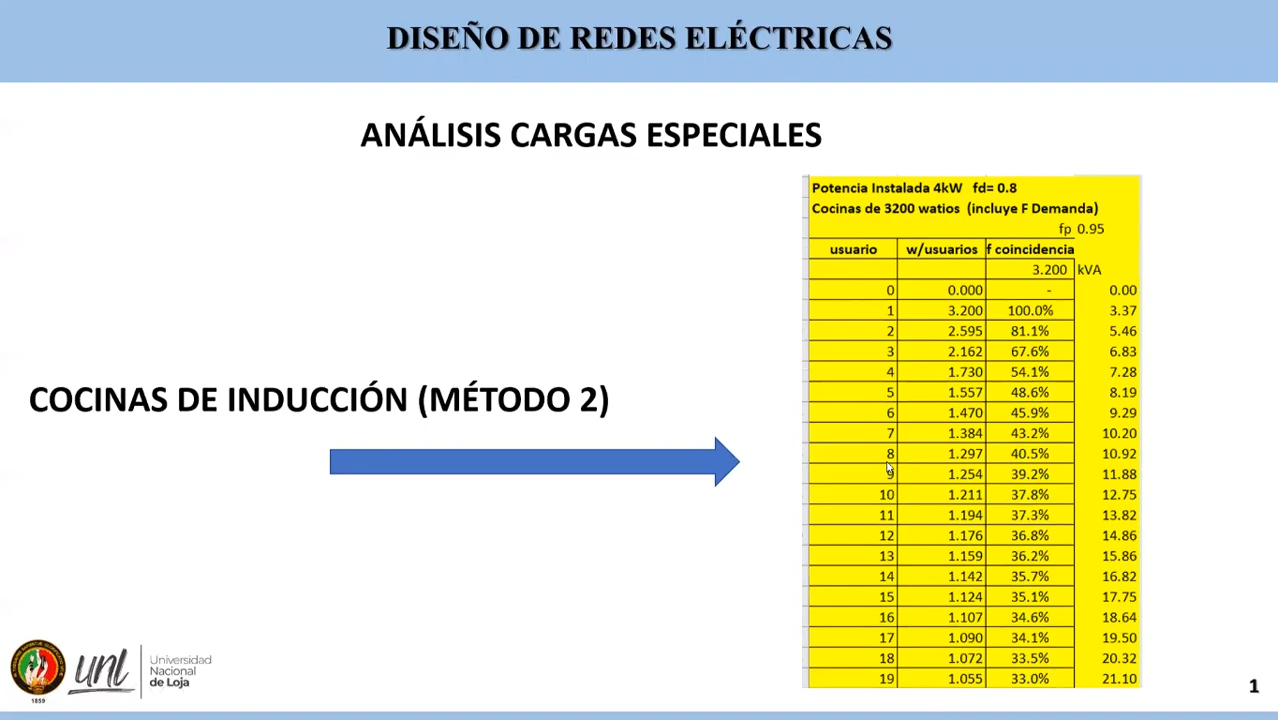 DISEÑO DE REDES ELÉCTRICAS
ANÁLISIS CARGAS ESPECIALES
COCINAS DE INDUCCIÓN (MÉTODO 2)
Potencia Instalada 4kW fd= 0.8
Cocinas de 3200 watios (incluye F Demanda)
fp 0.95
usuario w/usuarios f coincidencia
3.200 kVA
0 0.000 - 0.00
1 3.200 100.0% 3.37
2 2.595 81.1% 5.46
3 2.162 67.6% 6.83
4 1.730 54.1% 7.28
5 1.557 48.6% 8.19
6 1.470 45.9% 9.29
7 1.384 43.2% 10.20
8 1.297 40.5% 10.92
9 1.254 39.2% 11.88
10 1.211 37.8% 12.75
11 1.194 37.3% 13.82
12 1.176 36.8% 14.86
13 1.159 36.2% 15.86
14 1.142 35.7% 16.82
15 1.124 35.1% 17.75
16 1.107 34.6% 18.64
17 1.090 34.1% 19.50
18 1.072 33.5% 20.32
19 1.055 33.0% 21.10
1859
unl
Universidad
Nacional
de Loja
1